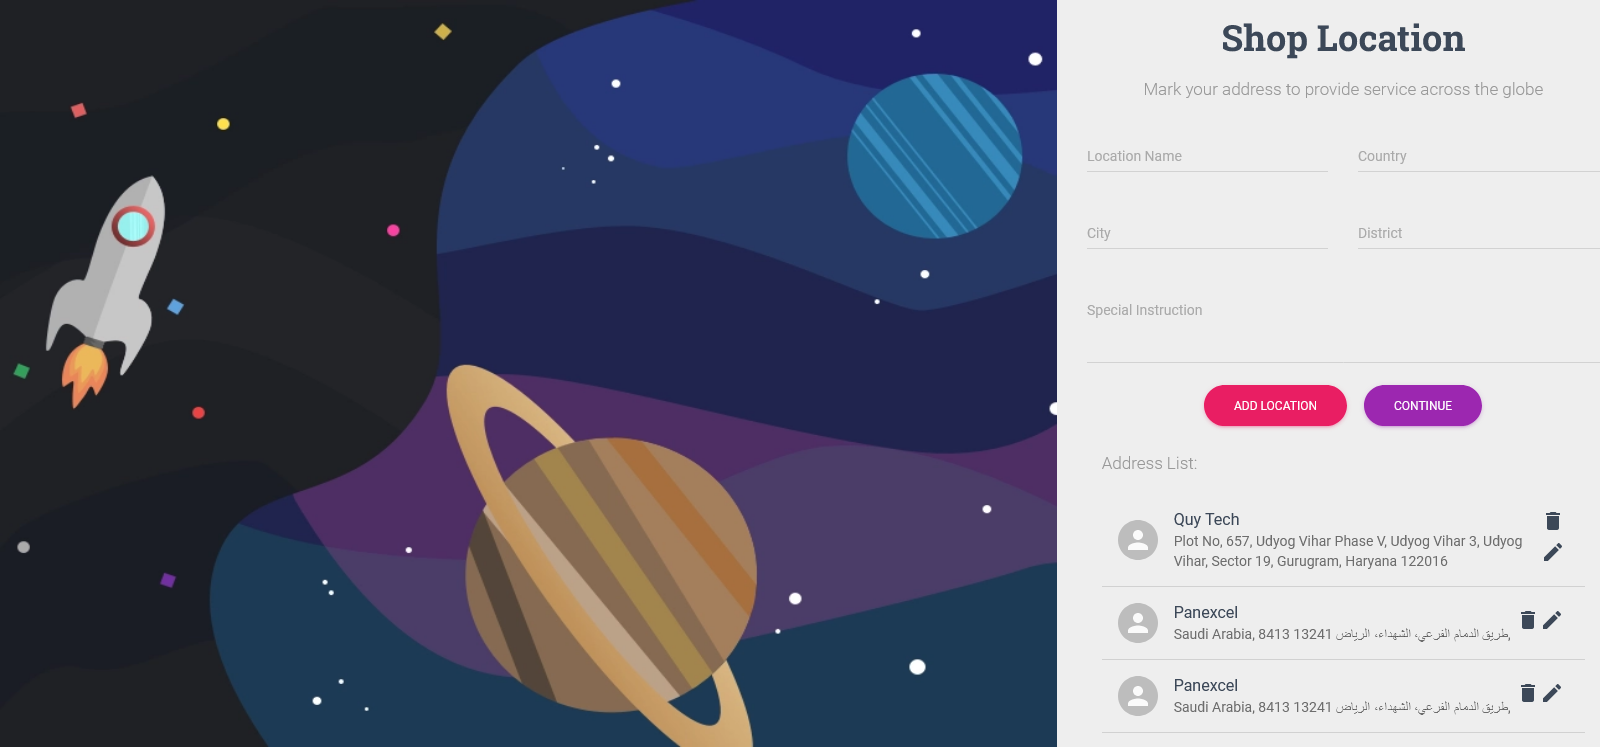 Shop Location
Mark your address to provide service across the globe
Location Name
Country
City
District
Special Instruction
ADD LOCATION
CONTINUE
Address List:
Quy Tech
Plot No, 657, Udyog Vihar Phase V, Udyog Vihar 3, Udyog
Vihar, Sector 19, Gurugram, Haryana 122016
Panexcel
Saudi Arabia, 8413 طريق الدمام الفرعي، الشهداء، الرياض 13241,
Panexcel
Saudi Arabia, 8413 طريق الدمام الفرعي، الشهداء، الرياض 13241,